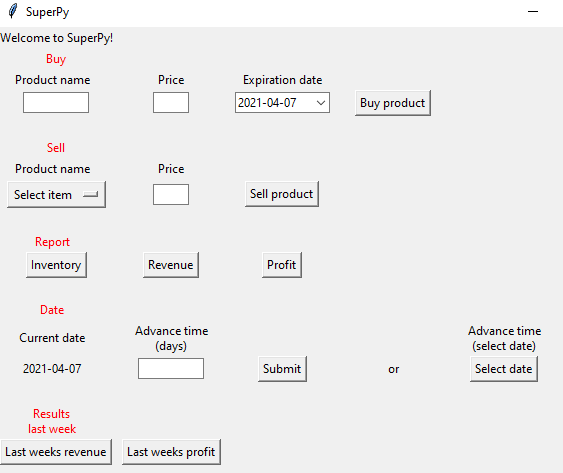 SuperPy
Welcome to SuperPy!
Buy
Product name Price Expiration date
2021-04-07 Buy product
Sell
Product name Price
Select item Sell product
Report
Inventory Revenue Profit
Date
Current date Advance time (days) Advance time (select date)
2021-04-07 Submit or Select date
Results
last week
Last weeks revenue Last weeks profit